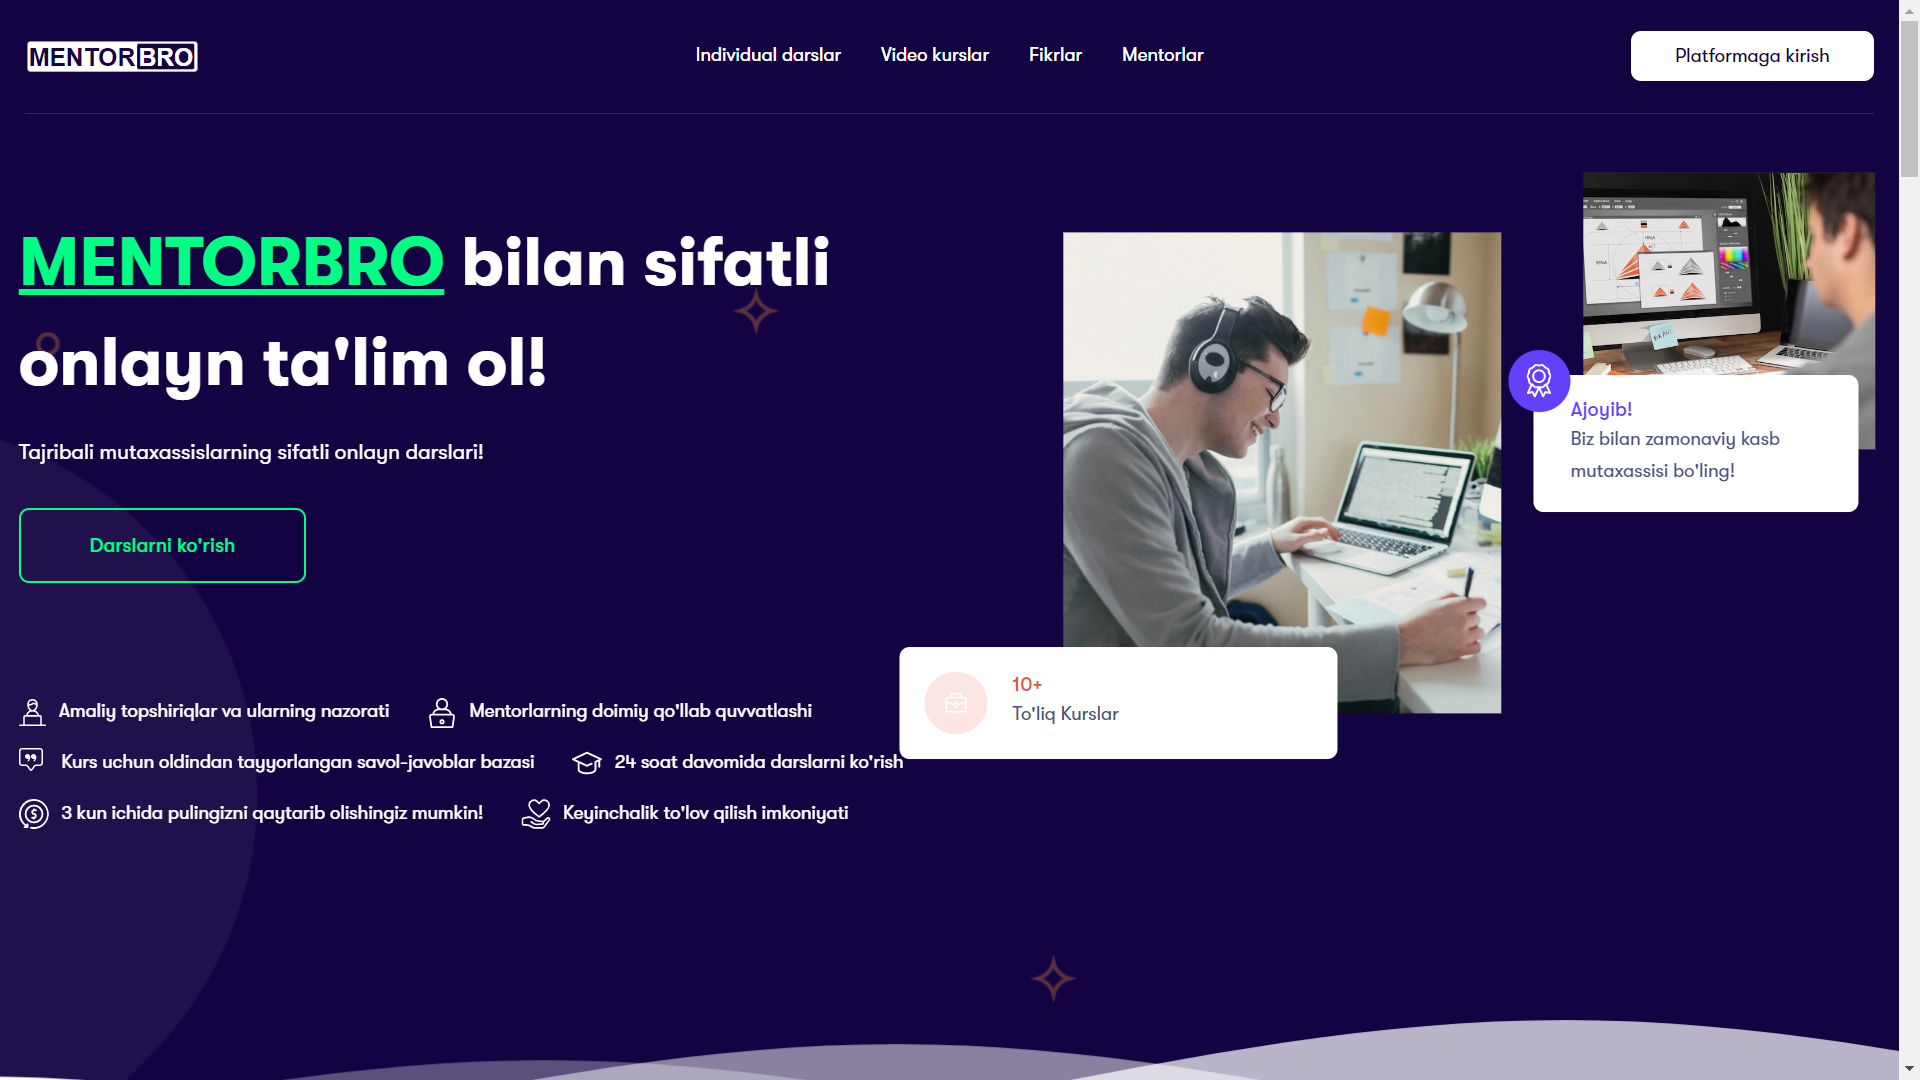 MENTORBRO
Individual darslar
Video kurslar
Fikrlar
Mentorlar
Platformaga kirish
MENTORBRO bilan sifatli
onlayn ta'lim ol!
Tajribali mutaxassislarning sifatli onlayn darslari!
Darslarni ko'rish
Ajoyib!
Biz bilan zamonaviy kasb
mutaxassisi bo'ling!
10+
To'liq Kurslar
Amaliy topshiriqlar va ularning nazorati
Mentorlarning doimiy qo'llab quvvatlashi
Kurs uchun oldindan tayyorlangan savol-javoblar bazasi
24 soat davomida darslarni ko'rish
3 kun ichida pulingizni qaytarib olishingiz mumkin!
Keyinchalik to'lov qilish imkoniyati